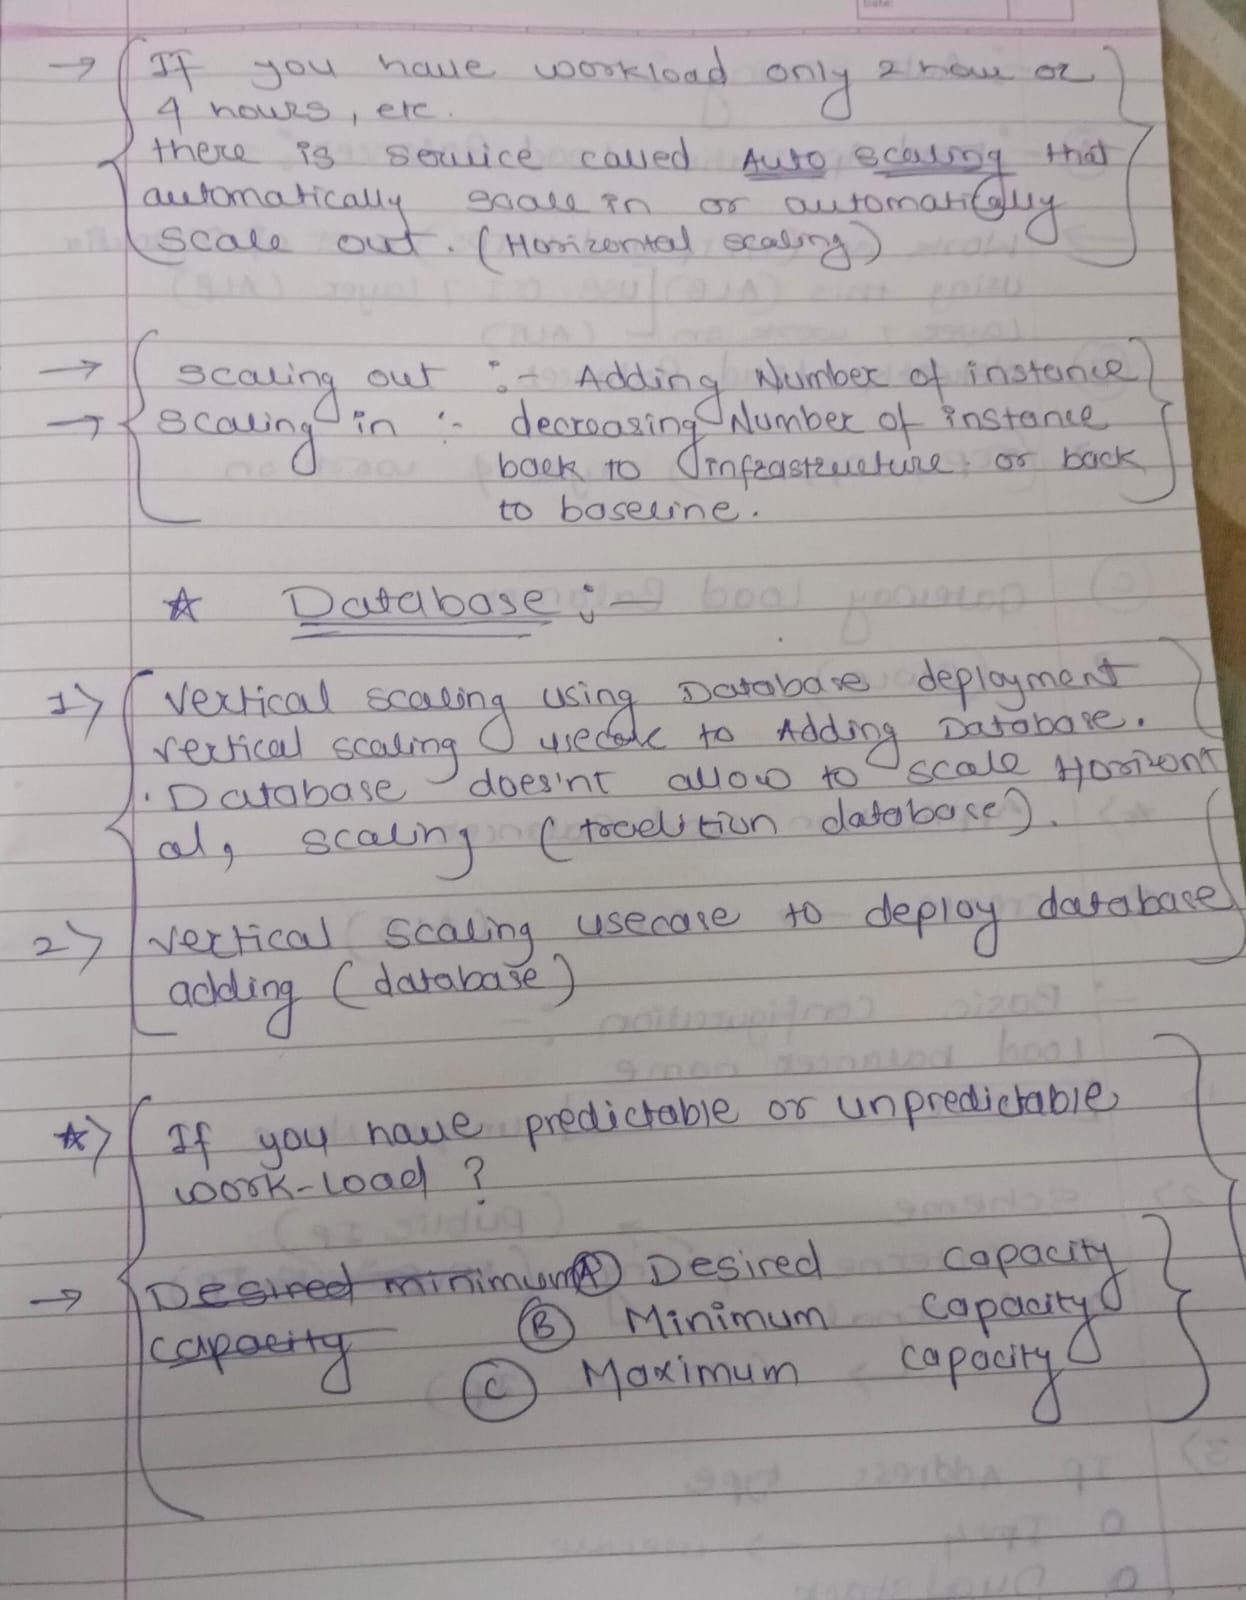 → If you have workload only 2 hour or
4 hours, etc.
there is service called Auto scaling that
automatically scale in or automatically
scale out. (Horizontal scaling)
→ scaling out :- Adding Number of instance
→ scaling in :- decreasing Number of instance
back to infrastructure or back
to baseline.
☆ Database :-
1> vertical scaling using Database deployment
vertical scaling usecase to Adding Database.
. Database does'nt allow to scale Horizont
al, scaling (tradition database).
2> vertical scaling usecase to deploy database
adding (database)
☆> If you have predictable or unpredictable
work-load ?
→ Desired minimum (A) Desired capacity
capacity (B) Minimum capacity
(C) Maximum capacity